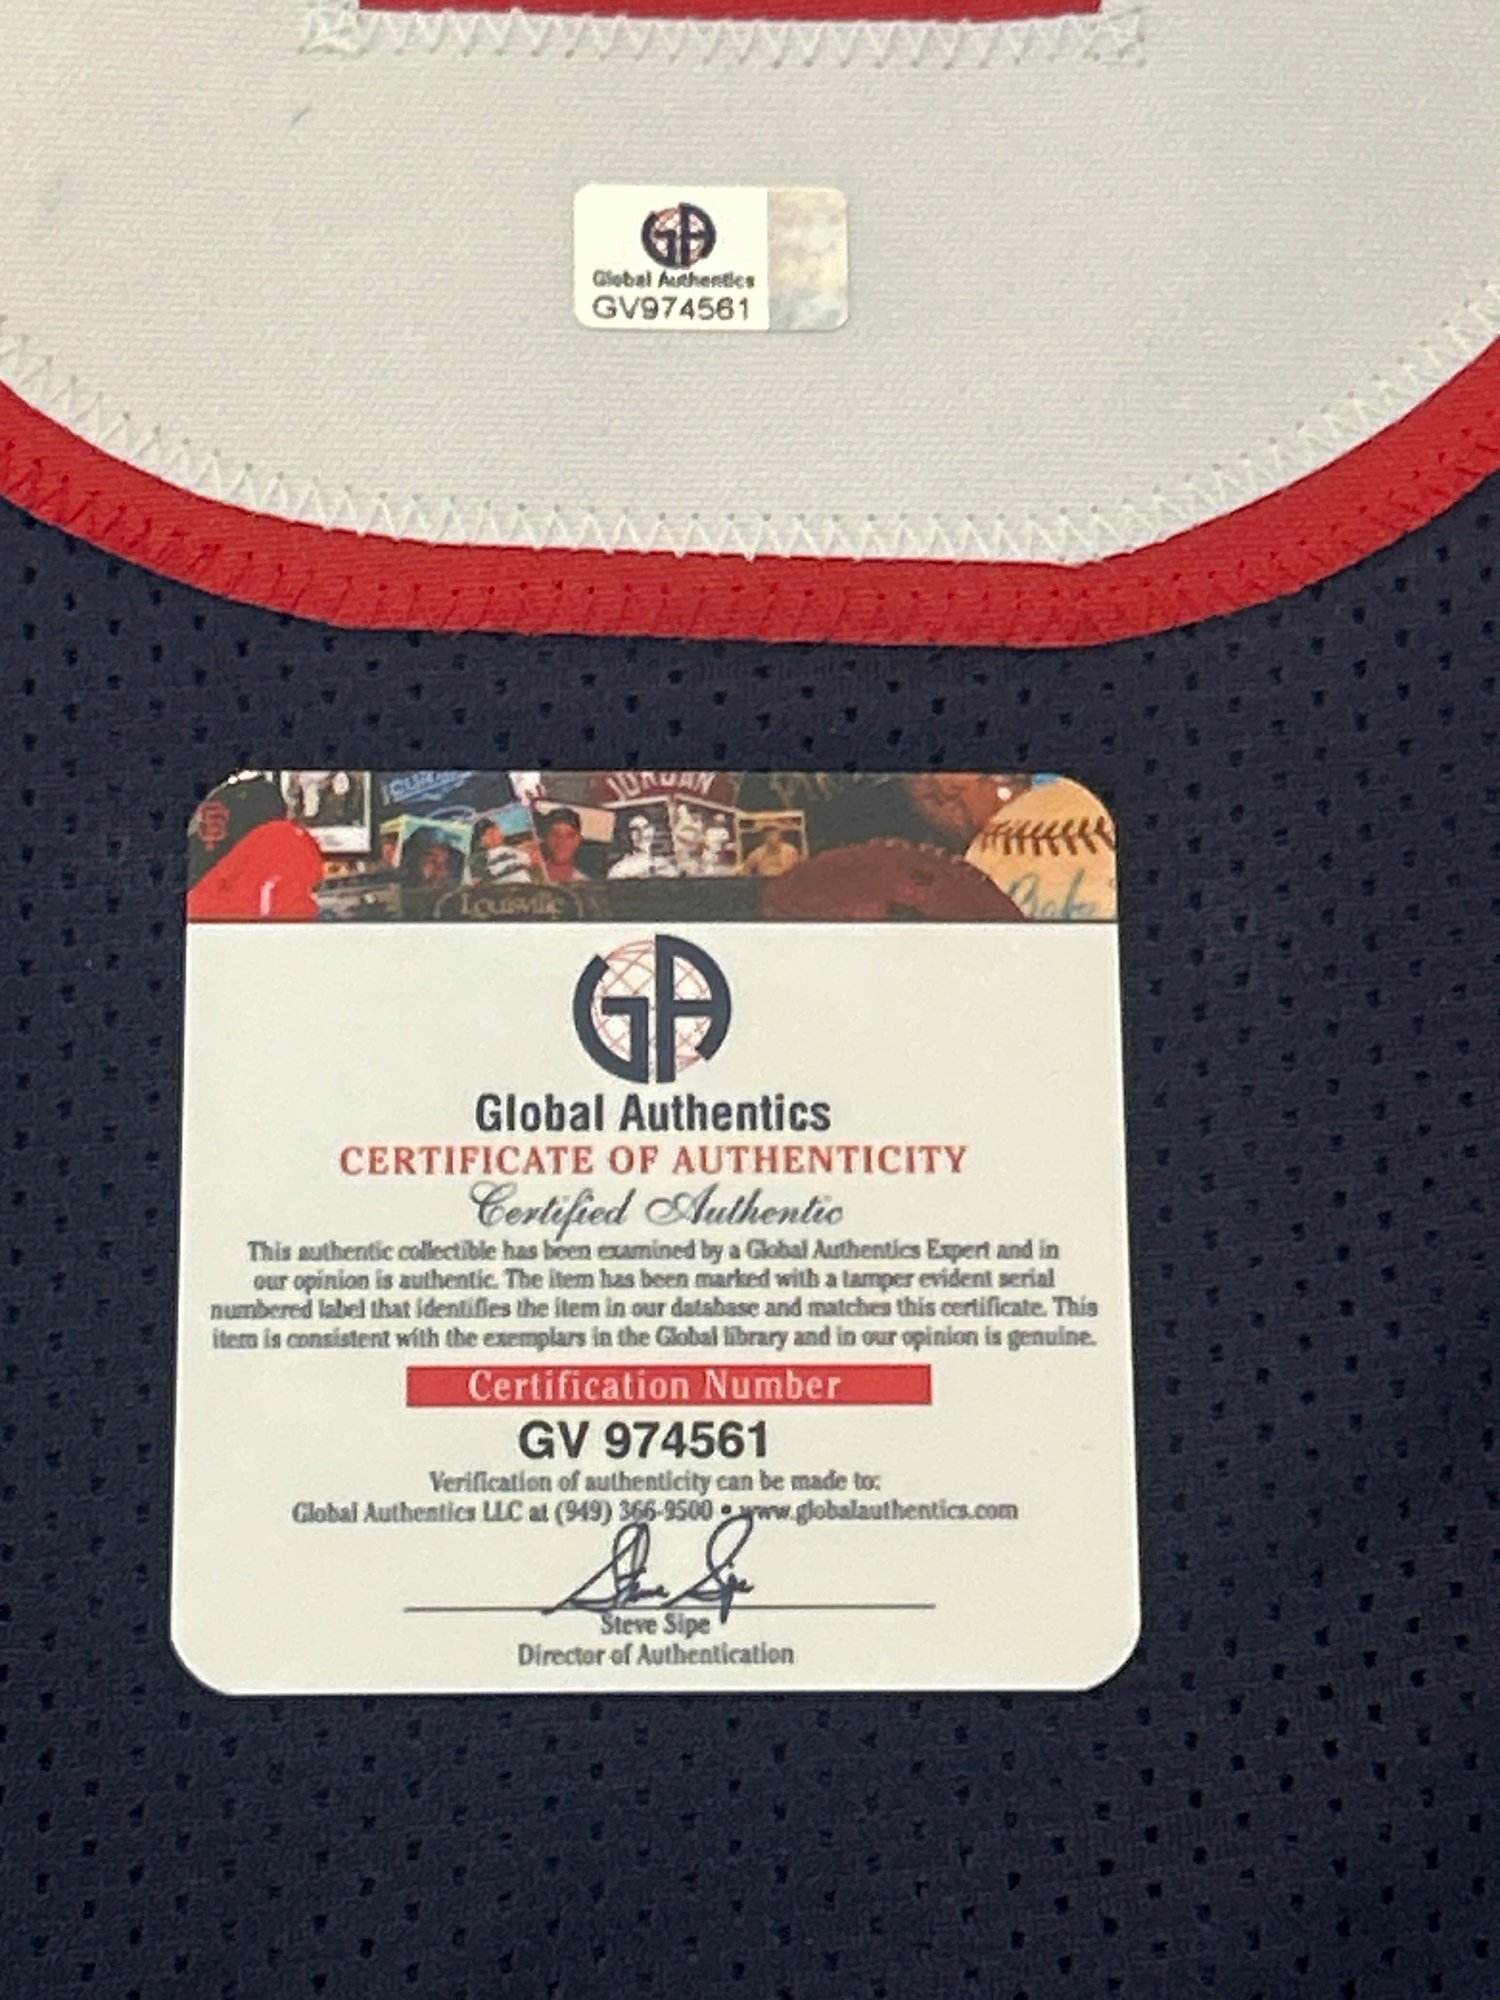 GA
Global Authentics
GV974561
JORDAN
Louisville
GA
Global Authentics
CERTIFICATE OF AUTHENTICITY
Certified Authentic
This authentic collectible has been examined by a Global Authentics Expert and in
our opinion is authentic. The item has been marked with a tamper evident serial
numbered label that identifies the item in our database and matches this certificate. This
item is consistent with the exemplars in the Global library and in our opinion is genuine.
Certification Number
GV 974561
Verification of authenticity can be made to:
Global Authentics LLC at (949) 366-9500 • www.globalauthentics.com
Steve Sipe
Steve Sipe
Director of Authentication